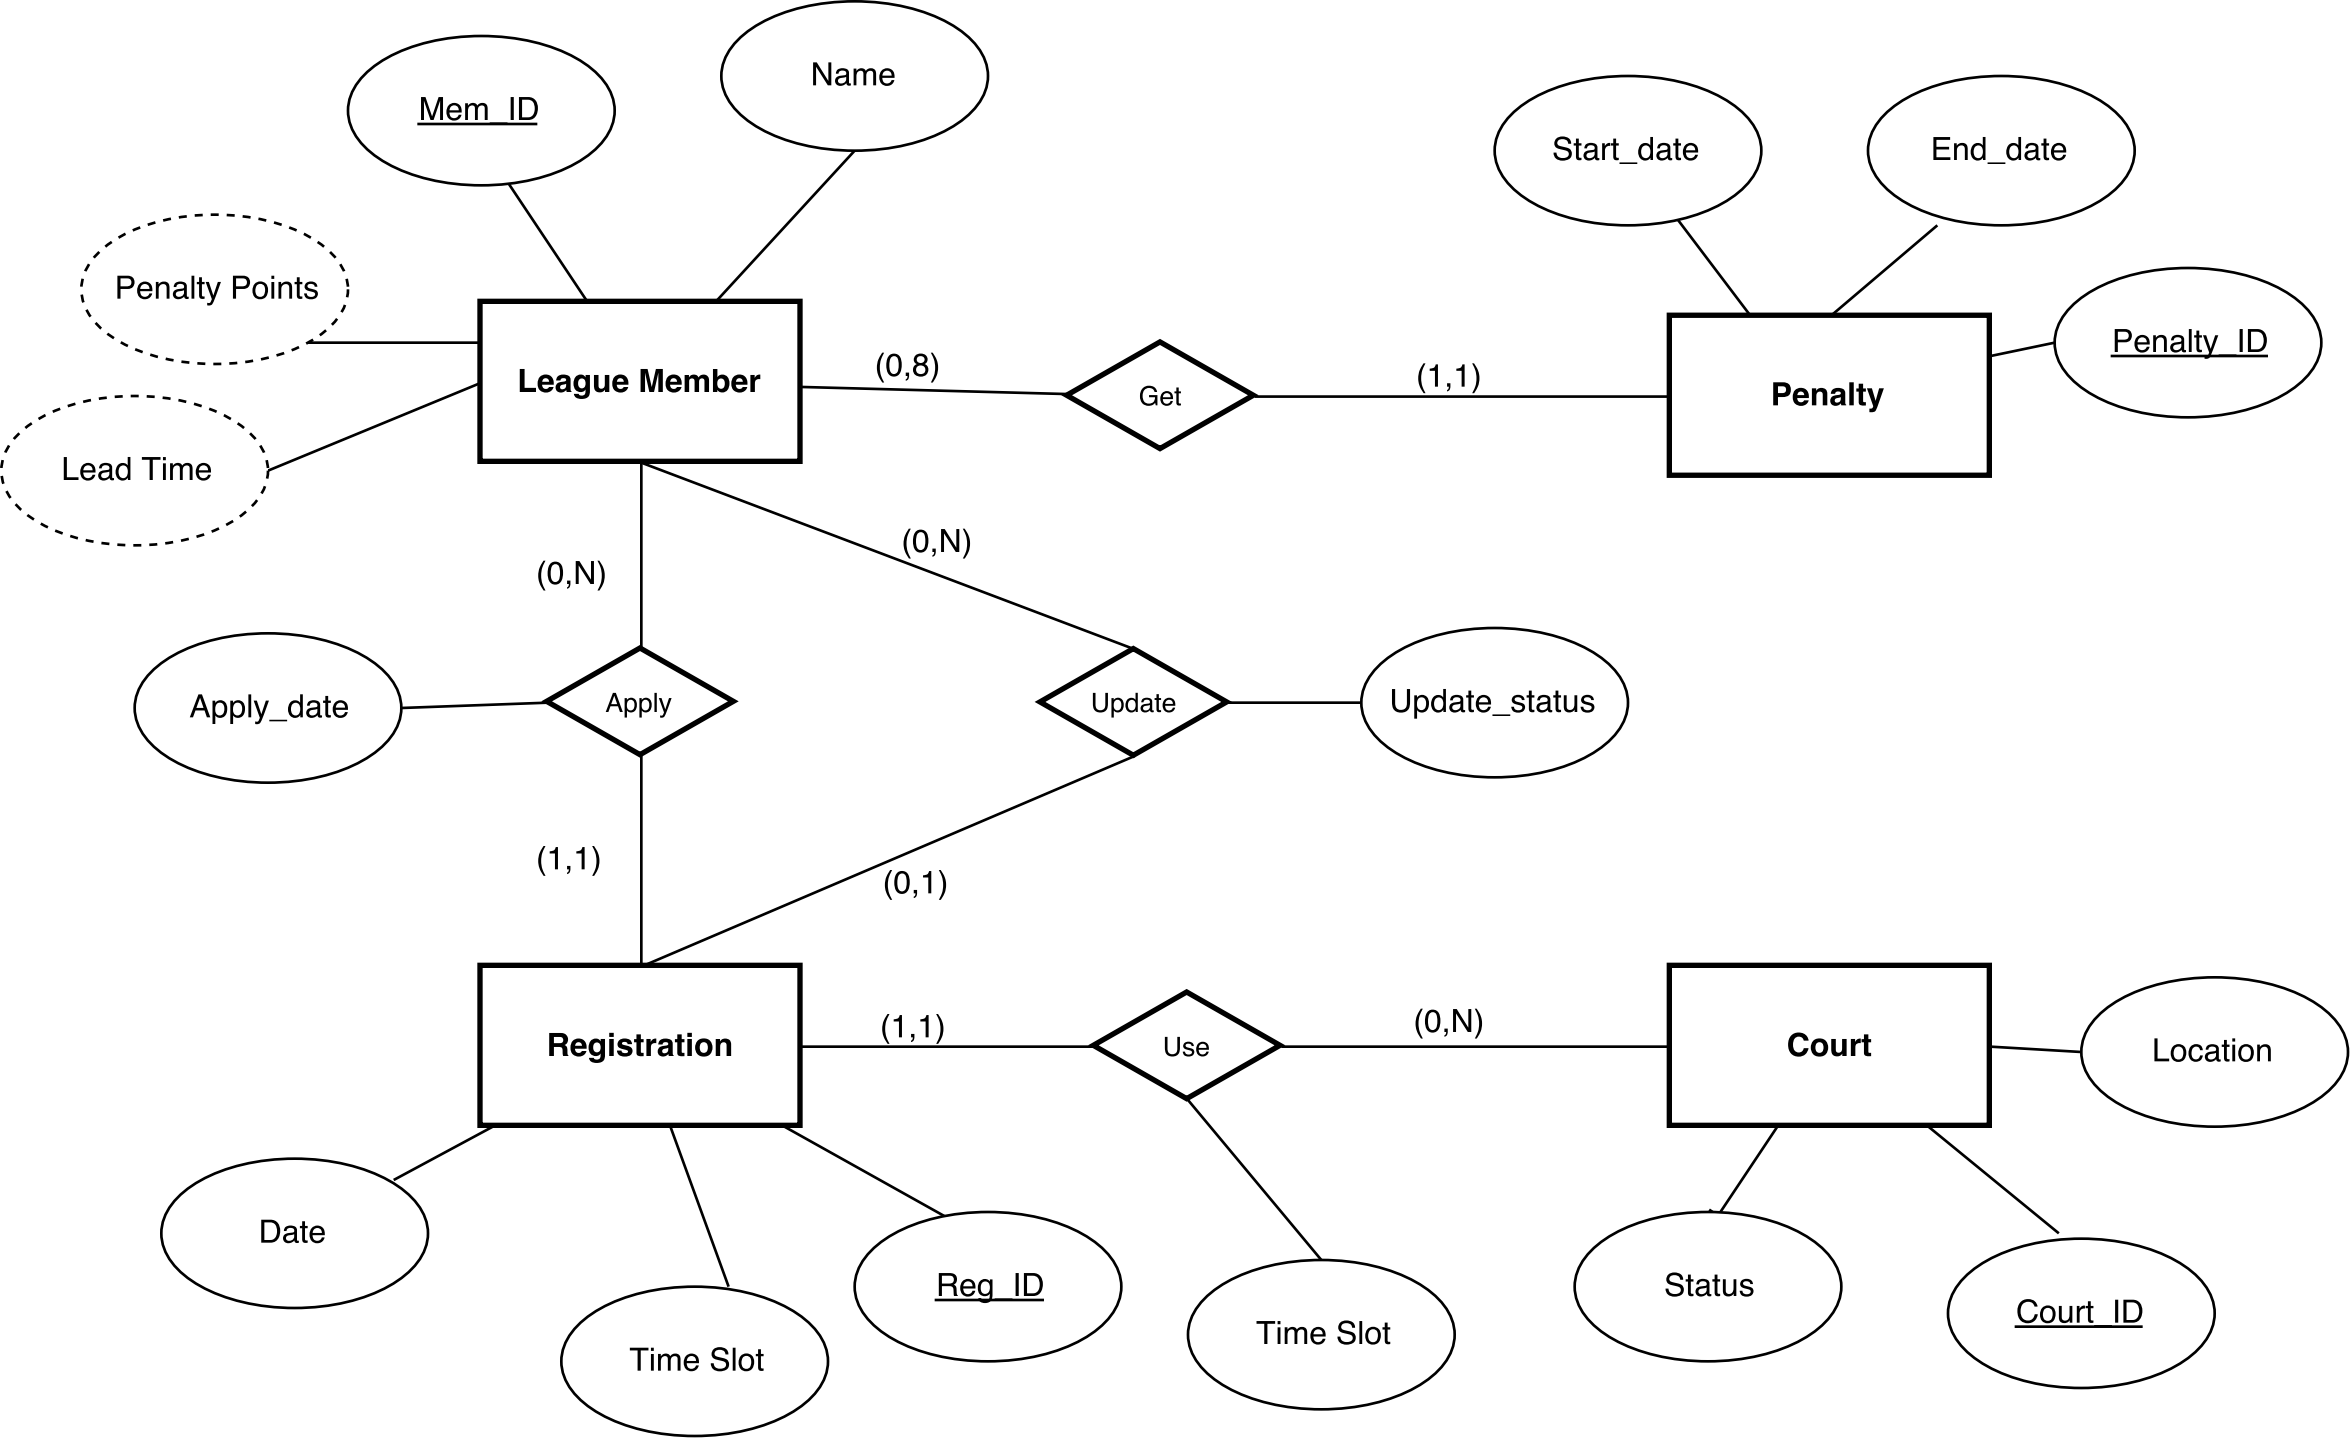 Name
Mem_ID
Start_date
End_date
Penalty Points
Penalty_ID
League Member
(0,8)
Get
(1,1)
Penalty
Lead Time
(0,N)
(0,N)
Apply_date
Apply
Update
Update_status
(1,1)
(0,1)
Registration
(1,1)
Use
(0,N)
Court
Location
Date
Time Slot
Reg_ID
Time Slot
Status
Court_ID